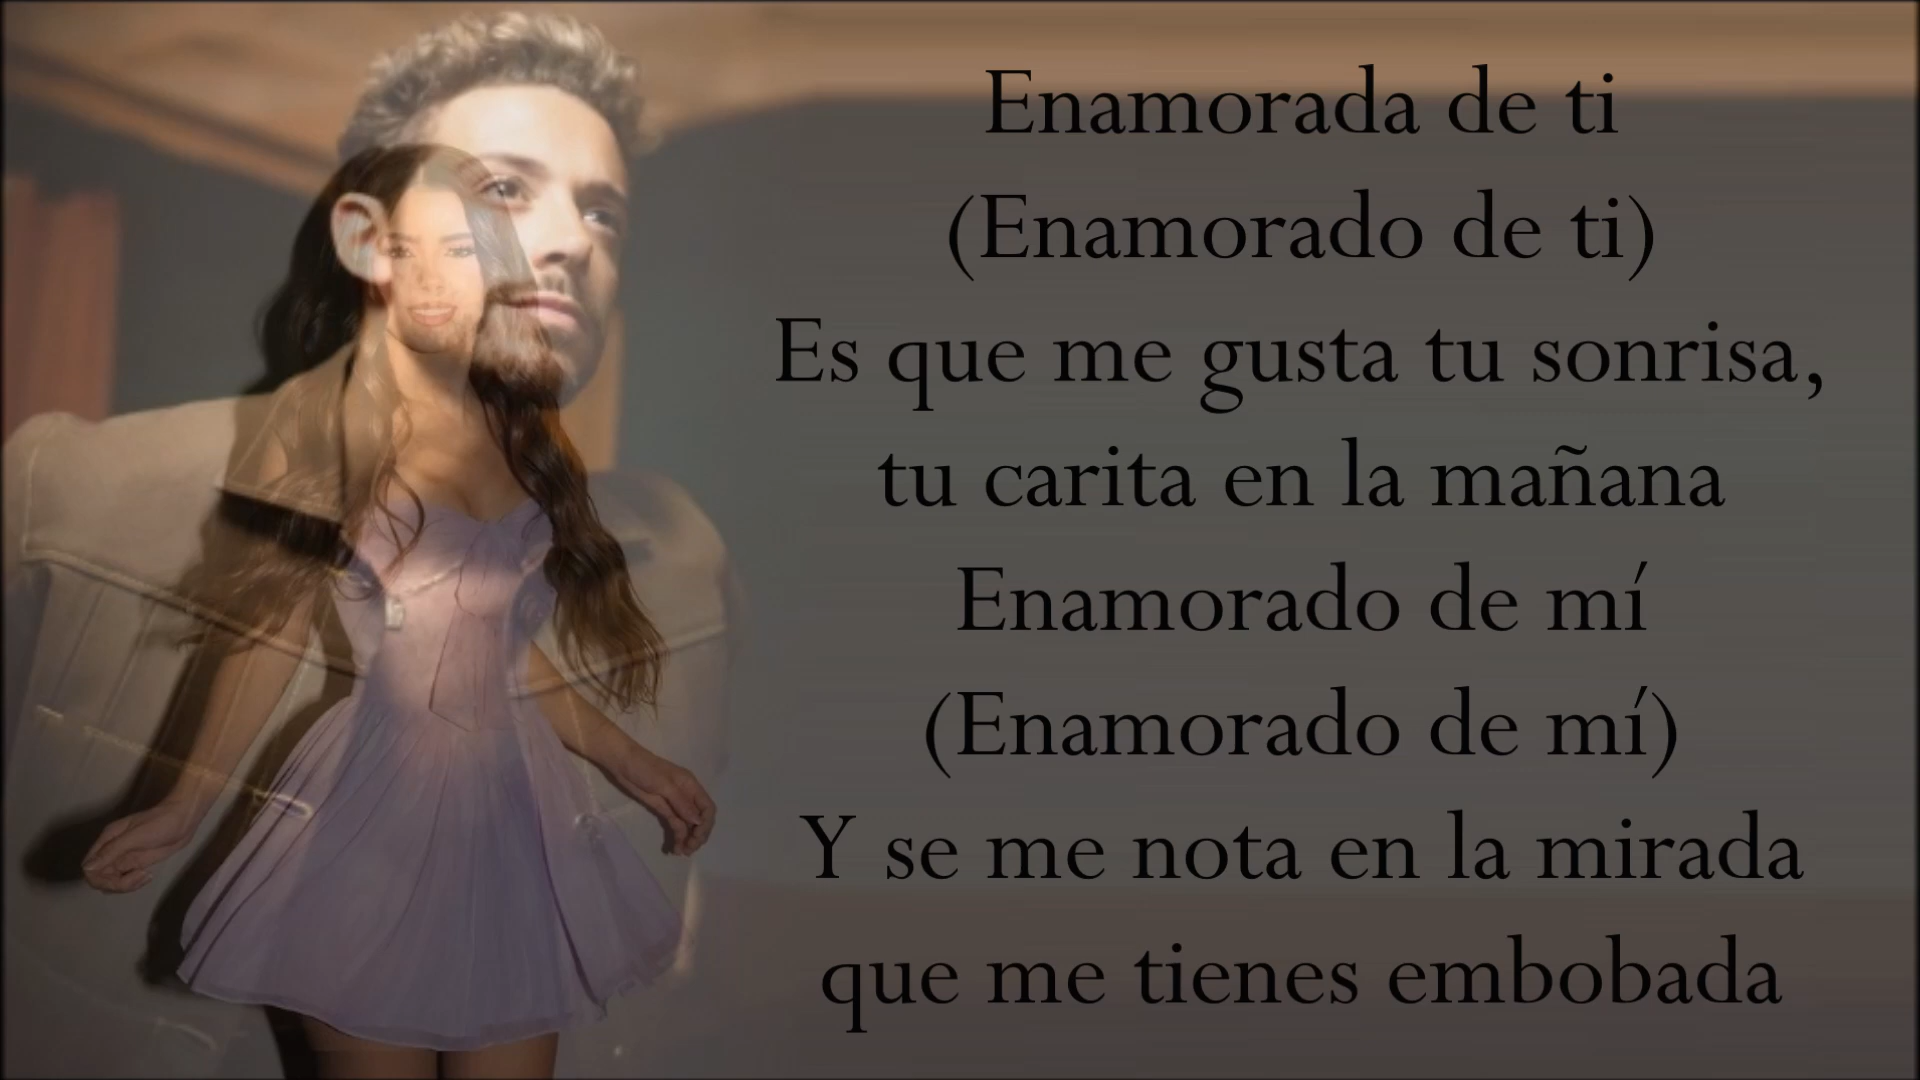 Enamorada de ti
(Enamorado de ti)
Es que me gusta tu sonrisa,
tu carita en la mañana
Enamorado de mí
(Enamorado de mí)
Y se me nota en la mirada
que me tienes embobada